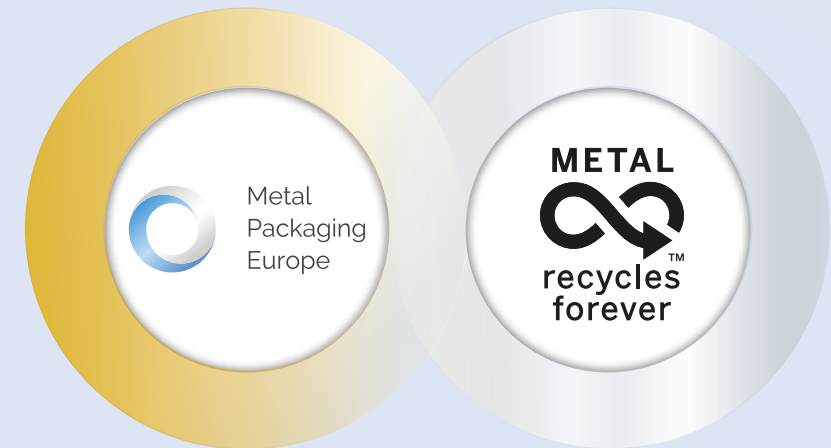 Metal
Packaging
Europe
METAL
™
recycles
forever